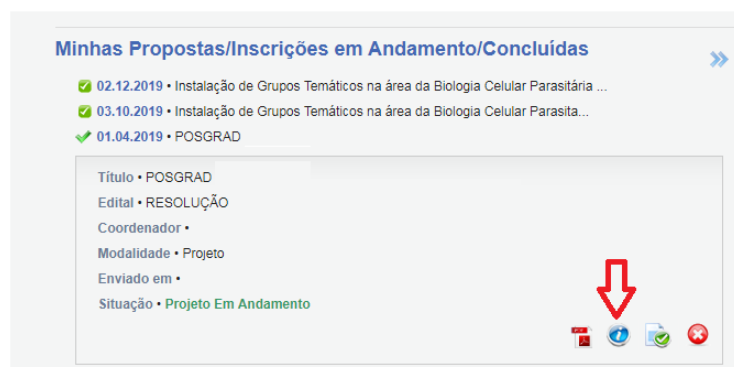 Minhas Propostas/Inscrições em Andamento/Concluídas
02.12.2019 • Instalação de Grupos Temáticos na área da Biologia Celular Parasitária ...
03.10.2019 • Instalação de Grupos Temáticos na área da Biologia Celular Parasita...
01.04.2019 • POSGRAD
Título • POSGRAD
Edital • RESOLUÇÃO
Coordenador •
Modalidade • Projeto
Enviado em •
Situação • Projeto Em Andamento